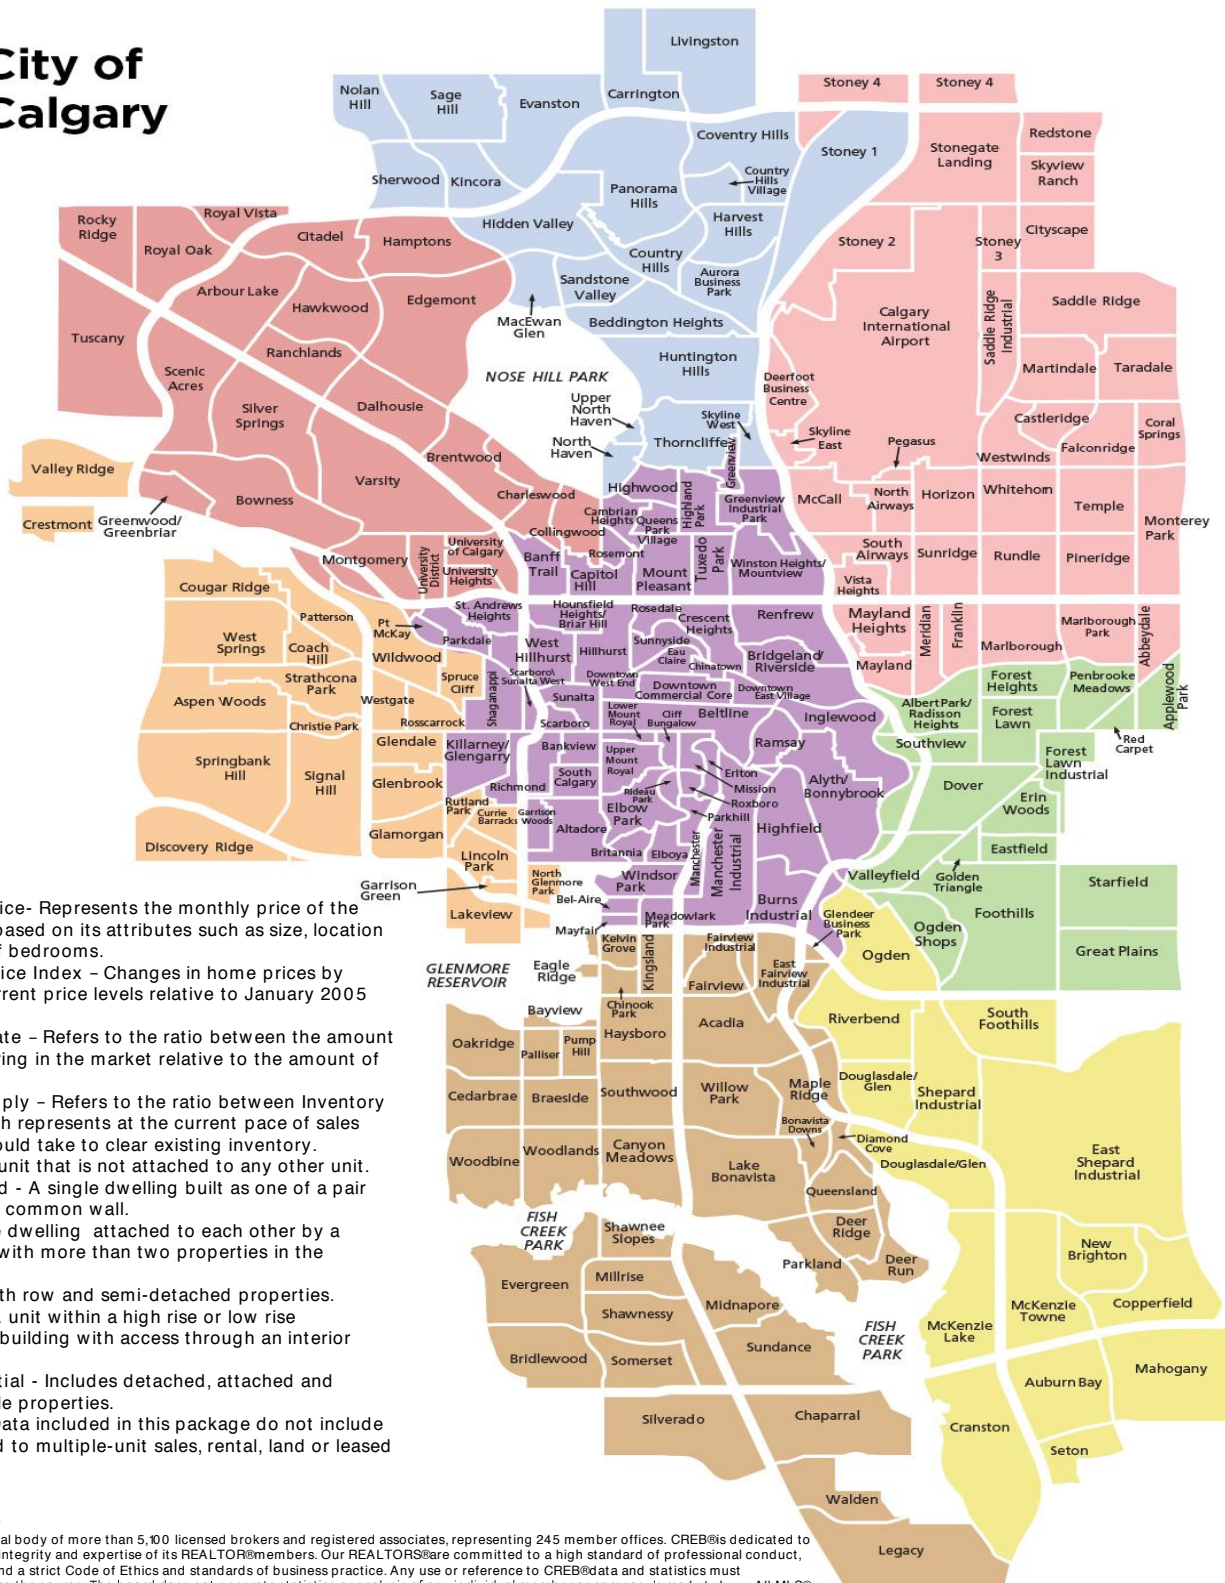 City of
Calgary
Livingston
Nolan
Hill
Sage
Hill
Evanston
Carrington
Stoney 4
Stoney 4
Coventry Hills
Stoney 1
Stonegate
Landing
Redstone
Skyview
Ranch
Sherwood
Kincora
Panorama
Hills
Country
Hills
Village
Rocky
Ridge
Royal Vista
Royal Oak
Citadel
Hamptons
Hidden Valley
Harvest
Hills
Country
Hills
Stoney 2
Stoney
3
Cityscape
Arbour Lake
Hawkwood
Edgemont
Sandstone
Valley
Aurora
Business
Park
MacEwan
Glen
Beddington Heights
Calgary
International
Airport
Saddle Ridge
Industrial
Saddle Ridge
Tuscany
Scenic
Acres
Ranchlands
NOSE HILL PARK
Huntington
Hills
Deerfoot
Business
Centre
Martindale
Taradale
Silver
Springs
Dalhousie
Upper
North
Haven
North
Haven
Thorncliffe
Skyline
West
Greenview
Skyline
East
Pegasus
Castleridge
Falconridge
Coral
Springs
Westwinds
Valley Ridge
Crestmont
Greenwood/
Greenbriar
Bowness
Varsity
Brentwood
Charleswood
Collingwood
Highwood
Cambrian
Heights
Queens
Park
Village
Highland
Park
Greenview
Industrial
Park
McCall
North
Airways
Horizon
Whitehorn
Temple
Monterey
Park
Montgomery
University
District
University
of Calgary
University
Heights
Banff
Trail
Capitol
Hill
Rosemont
Mount
Pleasant
Tuxedo
Park
Winston Heights/
Mountview
South
Airways
Sunridge
Rundle
Pineridge
Vista
Heights
Cougar Ridge
Patterson
Pt
McKay
St. Andrews
Heights
Hounsfield
Heights/
Briar Hill
Rosedale
Crescent
Heights
Renfrew
Mayland
Heights
Meridian
Franklin
Marlborough
Marlborough
Park
Abbeydale
West
Springs
Coach
Hill
Wildwood
Parkdale
West
Hillhurst
Hillhurst
Sunnyside
Eau
Claire
Chinatown
Bridgeland/
Riverside
Mayland
Aspen Woods
Strathcona
Park
Westgate
Spruce
Cliff
Shaganappi
Scarboro\
Sunalta West
Downtown
West End
Downtown
Commercial Core
Downtown
East Village
Forest
Heights
Penbrooke
Meadows
Applewood
Park
Christie Park
Rosscarrock
Sunalta
Scarboro
Lower
Mount
Royal
Cliff
Bungalow
Beltline
Inglewood
Albert Park/
Radisson
Heights
Forest
Lawn
Red
Carpet
Springbank
Hill
Signal
Hill
Glendale
Killarney/
Glengarry
Bankview
Upper
Mount
Royal
Ramsay
Southview
Forest
Lawn
Industrial
Glenbrook
Richmond
South
Calgary
Rideau
Park
Erlton
Mission
Roxboro
Parkhill
Alyth/
Bonnybrook
Dover
Erin
Woods
Rutland
Park
Currie
Barracks
Garrison
Woods
Altadore
Elbow
Park
Highfield
Discovery Ridge
Glamorgan
Lincoln
Park
Britannia
Elboya
Manchester
Manchester
Industrial
Eastfield
Garrison
Green
North
Glenmore
Park
Windsor
Park
Valleyfield
Golden
Triangle
Starfield
Lakeview
Bel-Aire
Mayfair
Meadowlark
Park
Burns
Industrial
Glendeer
Business
Park
Ogden
Shops
Foothills
Great Plains
Ogden
GLENMORE
RESERVOIR
Eagle
Ridge
Kelvin
Grove
Kingsland
Fairview
Industrial
Fairview
East
Fairview
Industrial
Bayview
Chinook
Park
Haysboro
Acadia
Riverbend
South
Foothills
Oakridge
Palliser
Pump
Hill
Cedarbrae
Braeside
Southwood
Willow
Park
Maple
Ridge
Douglasdale/
Glen
Shepard
Industrial
Bonavista
Downs
Diamond
Cove
Douglasdale/Glen
East
Shepard
Industrial
Woodbine
Woodlands
Canyon
Meadows
Lake
Bonavista
Queensland
FISH
CREEK
PARK
Shawnee
Slopes
Deer
Ridge
Deer
Run
Parkland
New
Brighton
Evergreen
Millrise
Shawnessy
Midnapore
Sundance
FISH
CREEK
PARK
McKenzie
Lake
McKenzie
Towne
Copperfield
Bridlewood
Somerset
Auburn Bay
Mahogany
Silverado
Chaparral
Cranston
Seton
Walden
Legacy
ice- Represents the monthly price of the
based on its attributes such as size, location
f bedrooms.
ice Index – Changes in home prices by
rrent price levels relative to January 2005
ate – Refers to the ratio between the amount
ring in the market relative to the amount of
ply – Refers to the ratio between Inventory
h represents at the current pace of sales
ould take to clear existing inventory.
unit that is not attached to any other unit.
d - A single dwelling built as one of a pair
common wall.
e dwelling attached to each other by a
with more than two properties in the
th row and semi-detached properties.
unit within a high rise or low rise
building with access through an interior
tial - Includes detached, attached and
le properties.
Data included in this package do not include
d to multiple-unit sales, rental, land or leased
al body of more than 5,100 licensed brokers and registered associates, representing 245 member offices. CREB®is dedicated to
integrity and expertise of its REALTOR®members. Our REALTORS®are committed to a high standard of professional conduct,
nd a strict Code of Ethics and standards of business practice. Any use or reference to CREB®data and statistics must